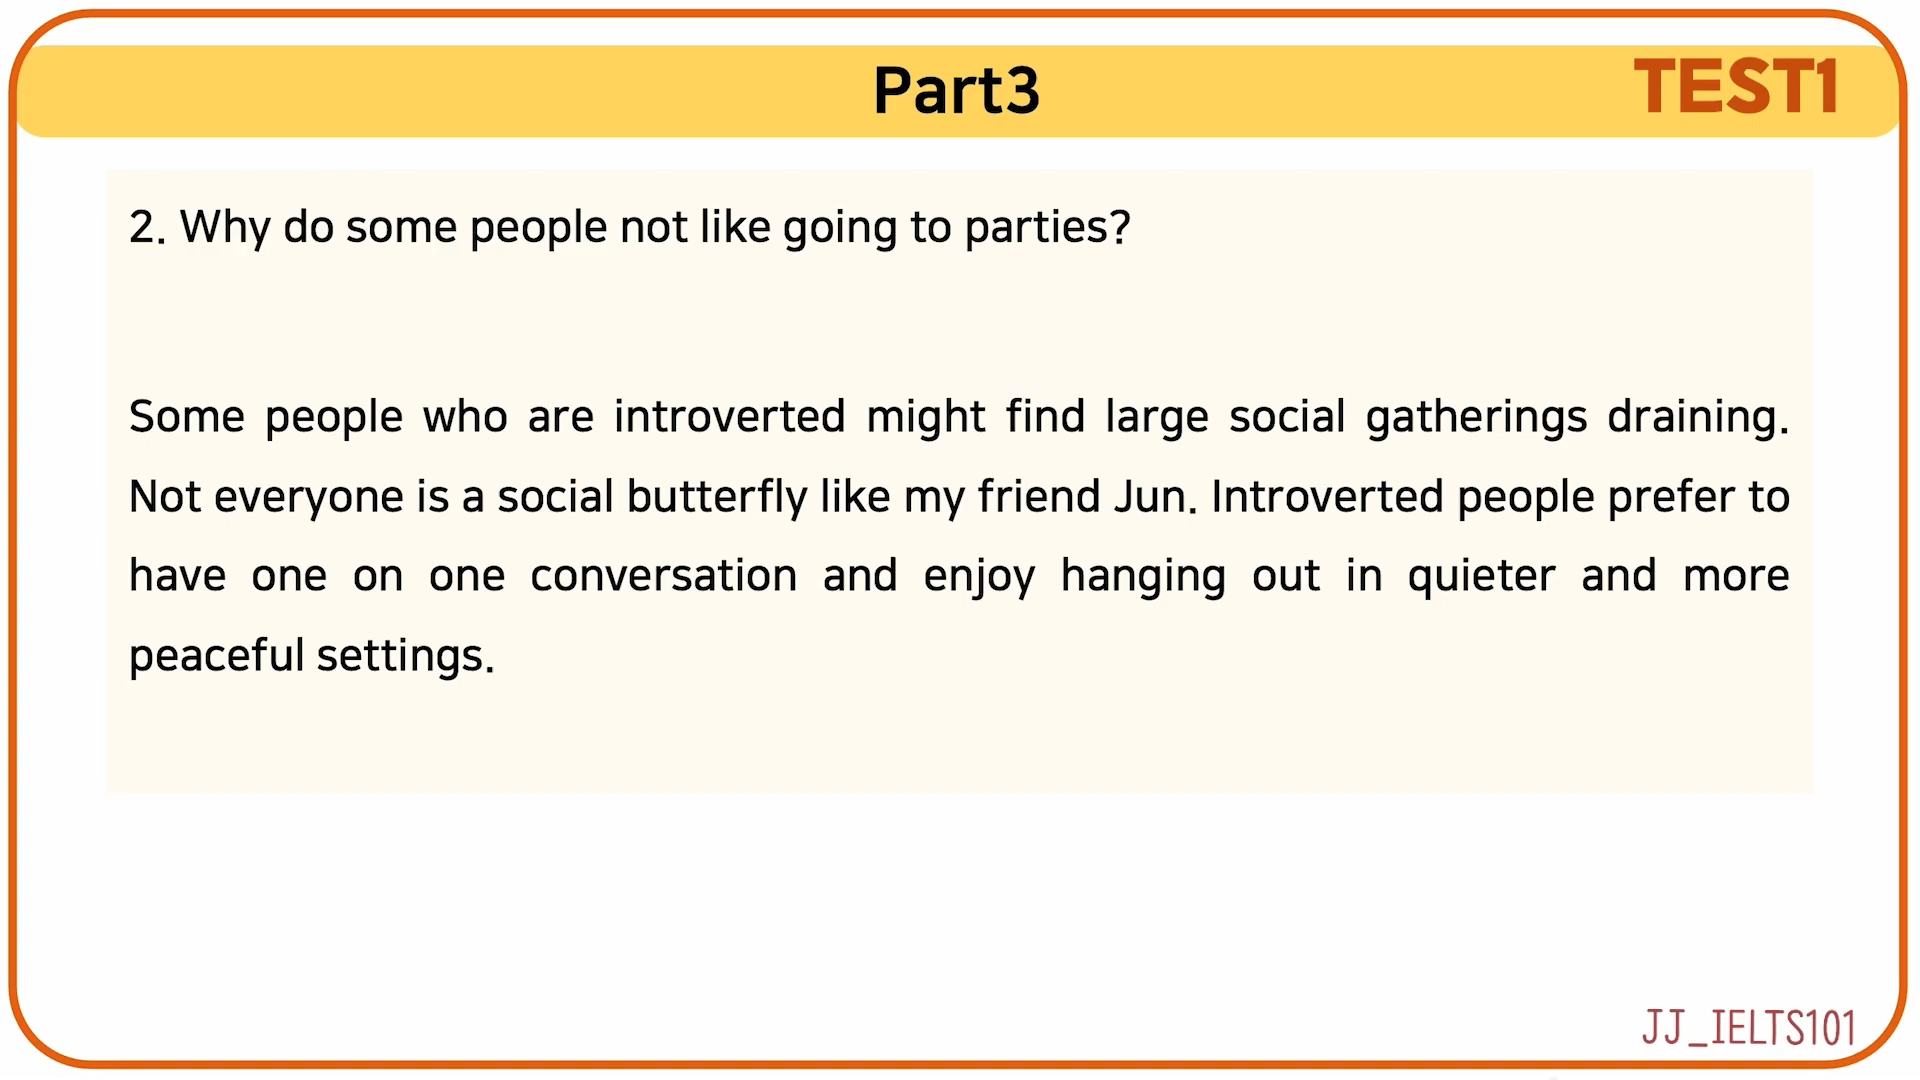 Part3
TEST1
2. Why do some people not like going to parties?
Some people who are introverted might find large social gatherings draining.
Not everyone is a social butterfly like my friend Jun. Introverted people prefer to
have one on one conversation and enjoy hanging out in quieter and more
peaceful settings.
JJ_IELTS101